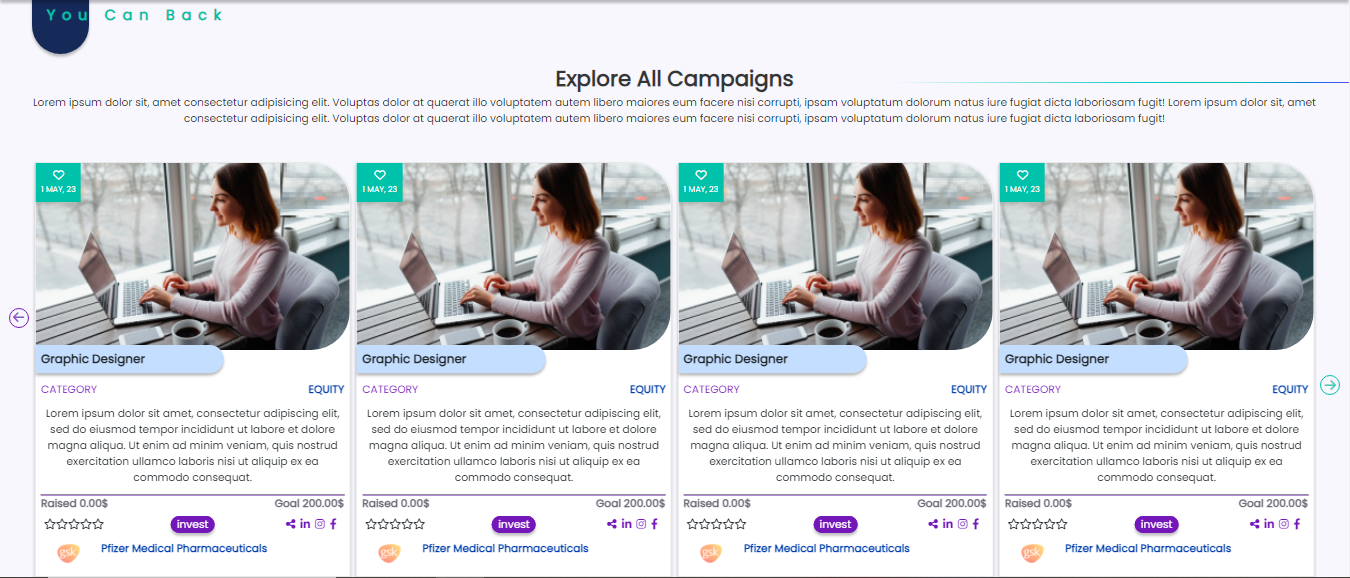 You Can Back
Explore All Campaigns
Lorem ipsum dolor sit, amet consectetur adipisicing elit. Voluptas dolor at quaerat illo voluptatem autem libero maiores eum facere nisi corrupti, ipsam voluptatum dolorum natus iure fugiat dicta laboriosam fugit! Lorem ipsum dolor sit, amet
consectetur adipisicing elit. Voluptas dolor at quaerat illo voluptatem autem libero maiores eum facere nisi corrupti, ipsam voluptatum dolorum natus iure fugiat dicta laboriosam fugit!
1 MAY, 23
Graphic Designer
CATEGORY EQUITY
Lorem ipsum dolor sit amet, consectetur adipiscing elit,
sed do eiusmod tempor incididunt ut labore et dolore
magna aliqua. Ut enim ad minim veniam, quis nostrud
exercitation ullamco laboris nisi ut aliquip ex ea
commodo consequat.
Raised 0.00$ Goal 200.00$
invest
gsk Pfizer Medical Pharmaceuticals
1 MAY, 23
Graphic Designer
CATEGORY EQUITY
Lorem ipsum dolor sit amet, consectetur adipiscing elit,
sed do eiusmod tempor incididunt ut labore et dolore
magna aliqua. Ut enim ad minim veniam, quis nostrud
exercitation ullamco laboris nisi ut aliquip ex ea
commodo consequat.
Raised 0.00$ Goal 200.00$
invest
gsk Pfizer Medical Pharmaceuticals
1 MAY, 23
Graphic Designer
CATEGORY EQUITY
Lorem ipsum dolor sit amet, consectetur adipiscing elit,
sed do eiusmod tempor incididunt ut labore et dolore
magna aliqua. Ut enim ad minim veniam, quis nostrud
exercitation ullamco laboris nisi ut aliquip ex ea
commodo consequat.
Raised 0.00$ Goal 200.00$
invest
gsk Pfizer Medical Pharmaceuticals
1 MAY, 23
Graphic Designer
CATEGORY EQUITY
Lorem ipsum dolor sit amet, consectetur adipiscing elit,
sed do eiusmod tempor incididunt ut labore et dolore
magna aliqua. Ut enim ad minim veniam, quis nostrud
exercitation ullamco laboris nisi ut aliquip ex ea
commodo consequat.
Raised 0.00$ Goal 200.00$
invest
gsk Pfizer Medical Pharmaceuticals